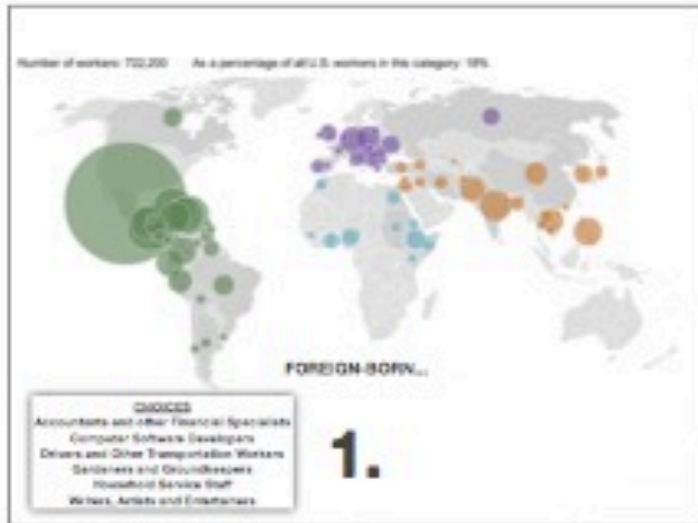 Number of workers: 722,200 As a percentage of all U.S. workers in this category: 18%
FOREIGN-BORN...
CHOICES
Accountants and other Financial Specialists
Computer Software Developers
Drivers and Other Transportation Workers
Gardeners and Groundkeepers
Household Service Staff
Writers, Artists and Entertainers
1.